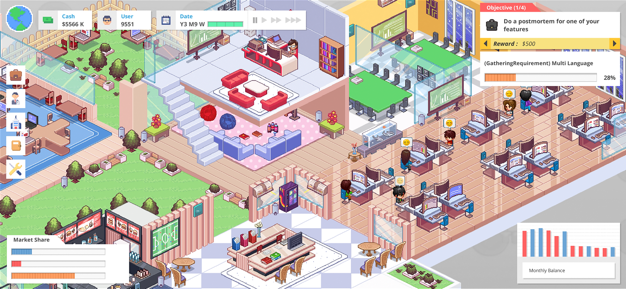 Cash
$5566 K
User
9551
Date
Y3 M9 W
Objective (1/4)
Do a postmortem for one of your
features
Reward : $500
(GatheringRequirement) Multi Language
28%
Market Share
Monthly Balance